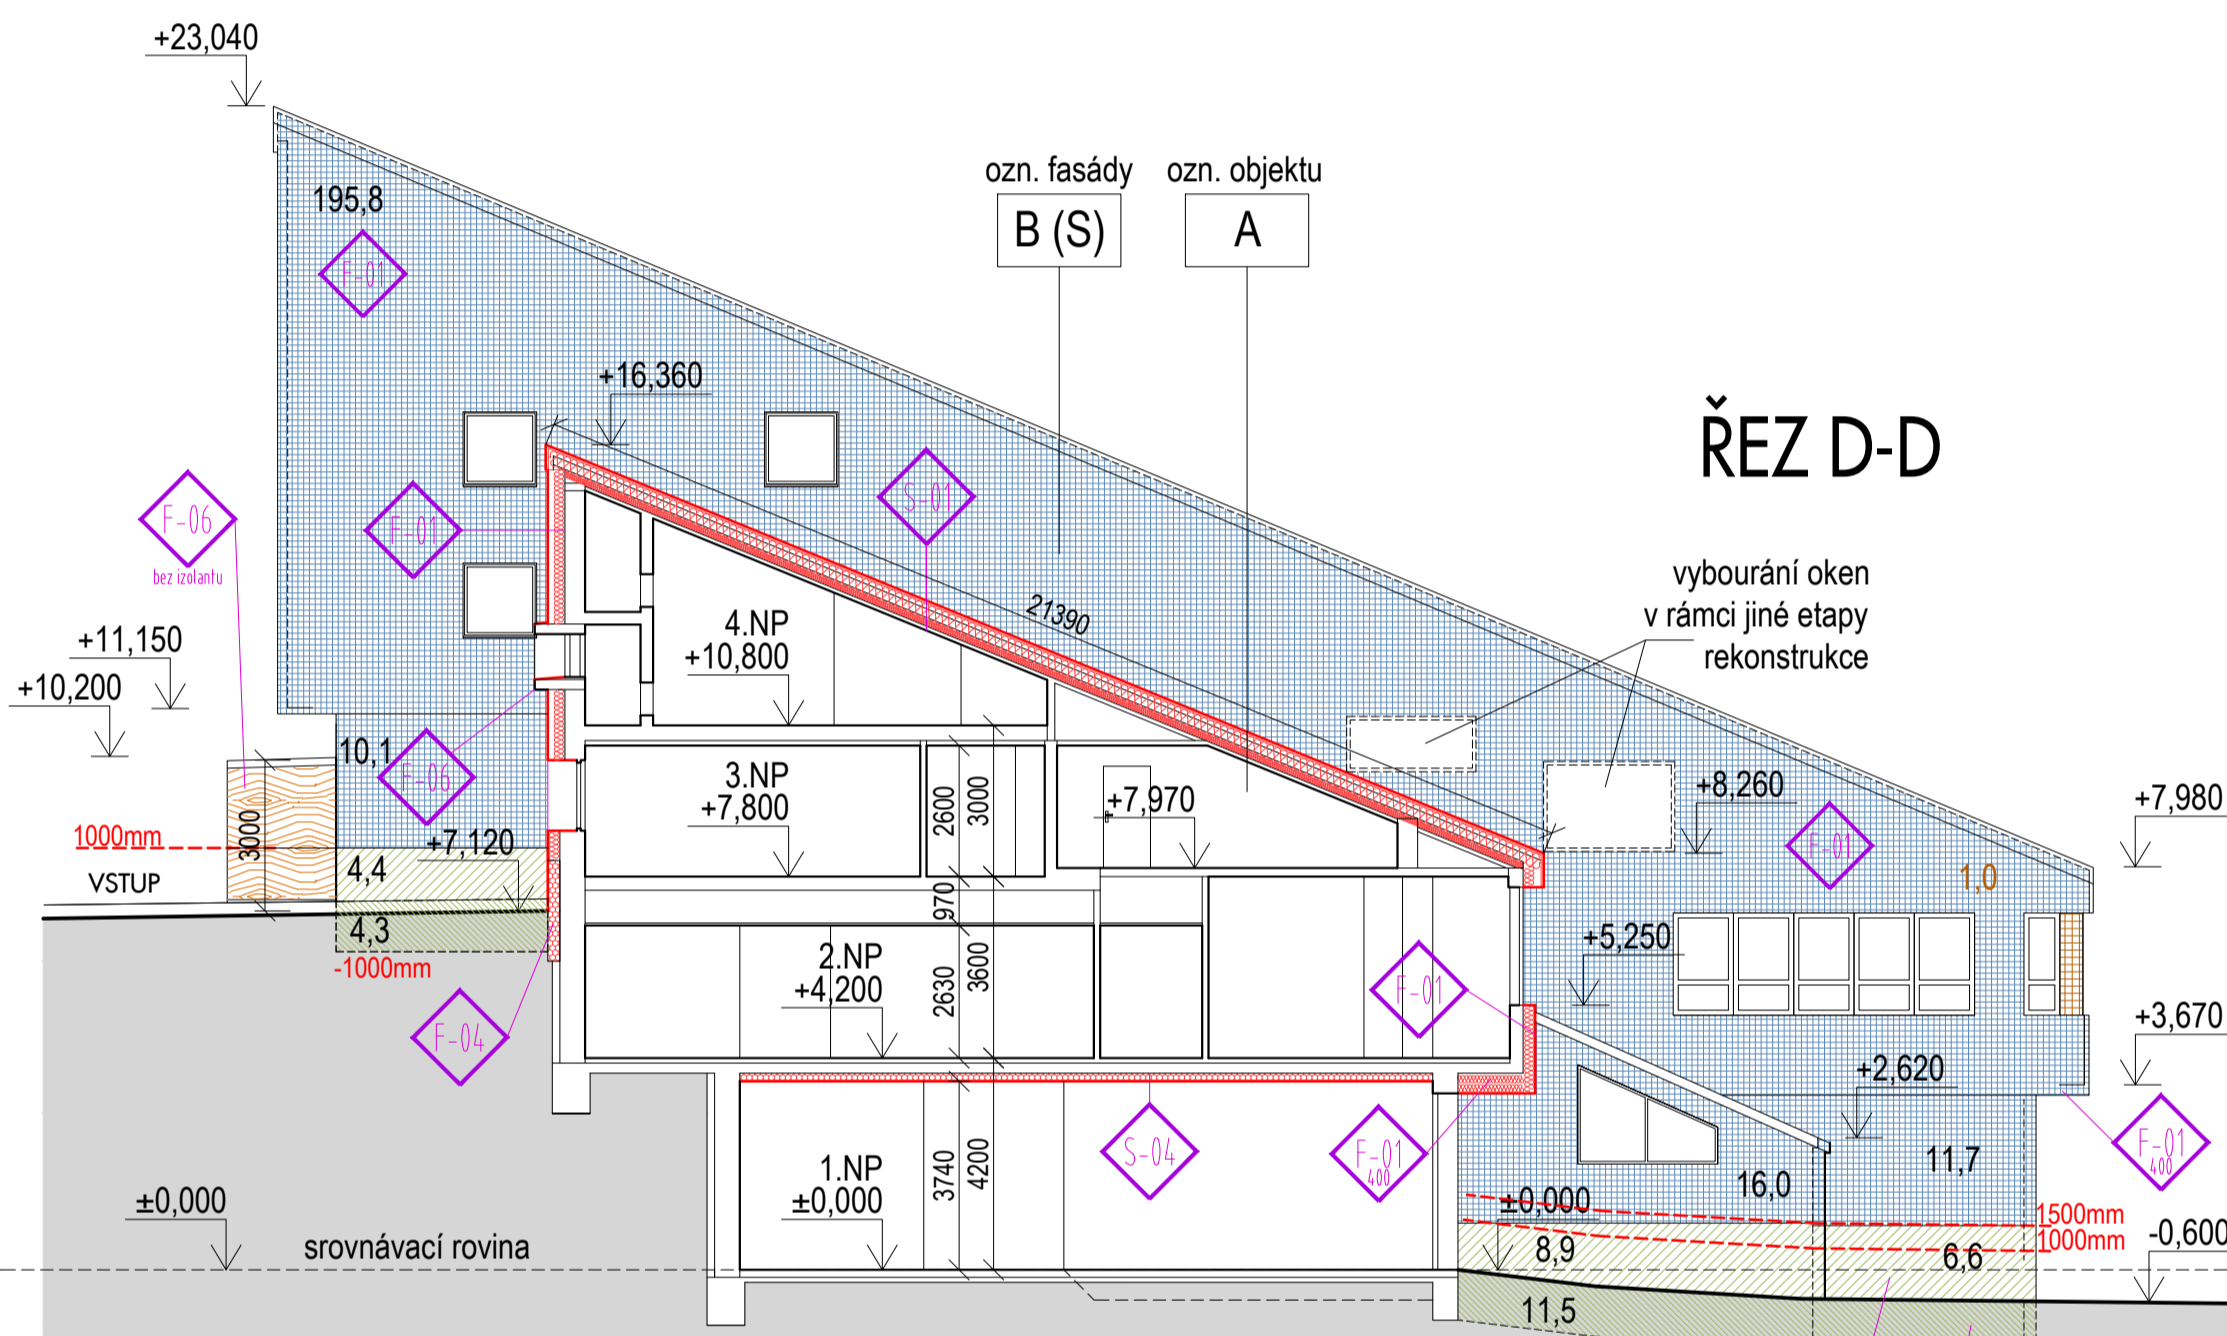 +23,040
ozn. fasády
ozn. objektu
B (S)
A
195,8
F-01
+16,360
ŘEZ D-D
S-01
F-06
bez izolantu
F-01
vybourání oken
v rámci jiné etapy
rekonstrukce
21390
4.NP
+10,800
+11,150
+10,200
10,1
F-06
3.NP
+7,800
2600
3000
+7,970
+8,260
+7,980
F-01
1000mm
3000
+7,120
VSTUP
4,4
1,0
970
4,3
-1000mm
2.NP
+4,200
2630
3600
+5,250
F-01
F-04
+3,670
+2,620
S-04
F-01
400
F-01
400
1.NP
±0,000
3740
4200
±0,000
16,0
11,7
±0,000
1500mm
1000mm
-0,600
srovnávací rovina
8,9
6,6
11,5